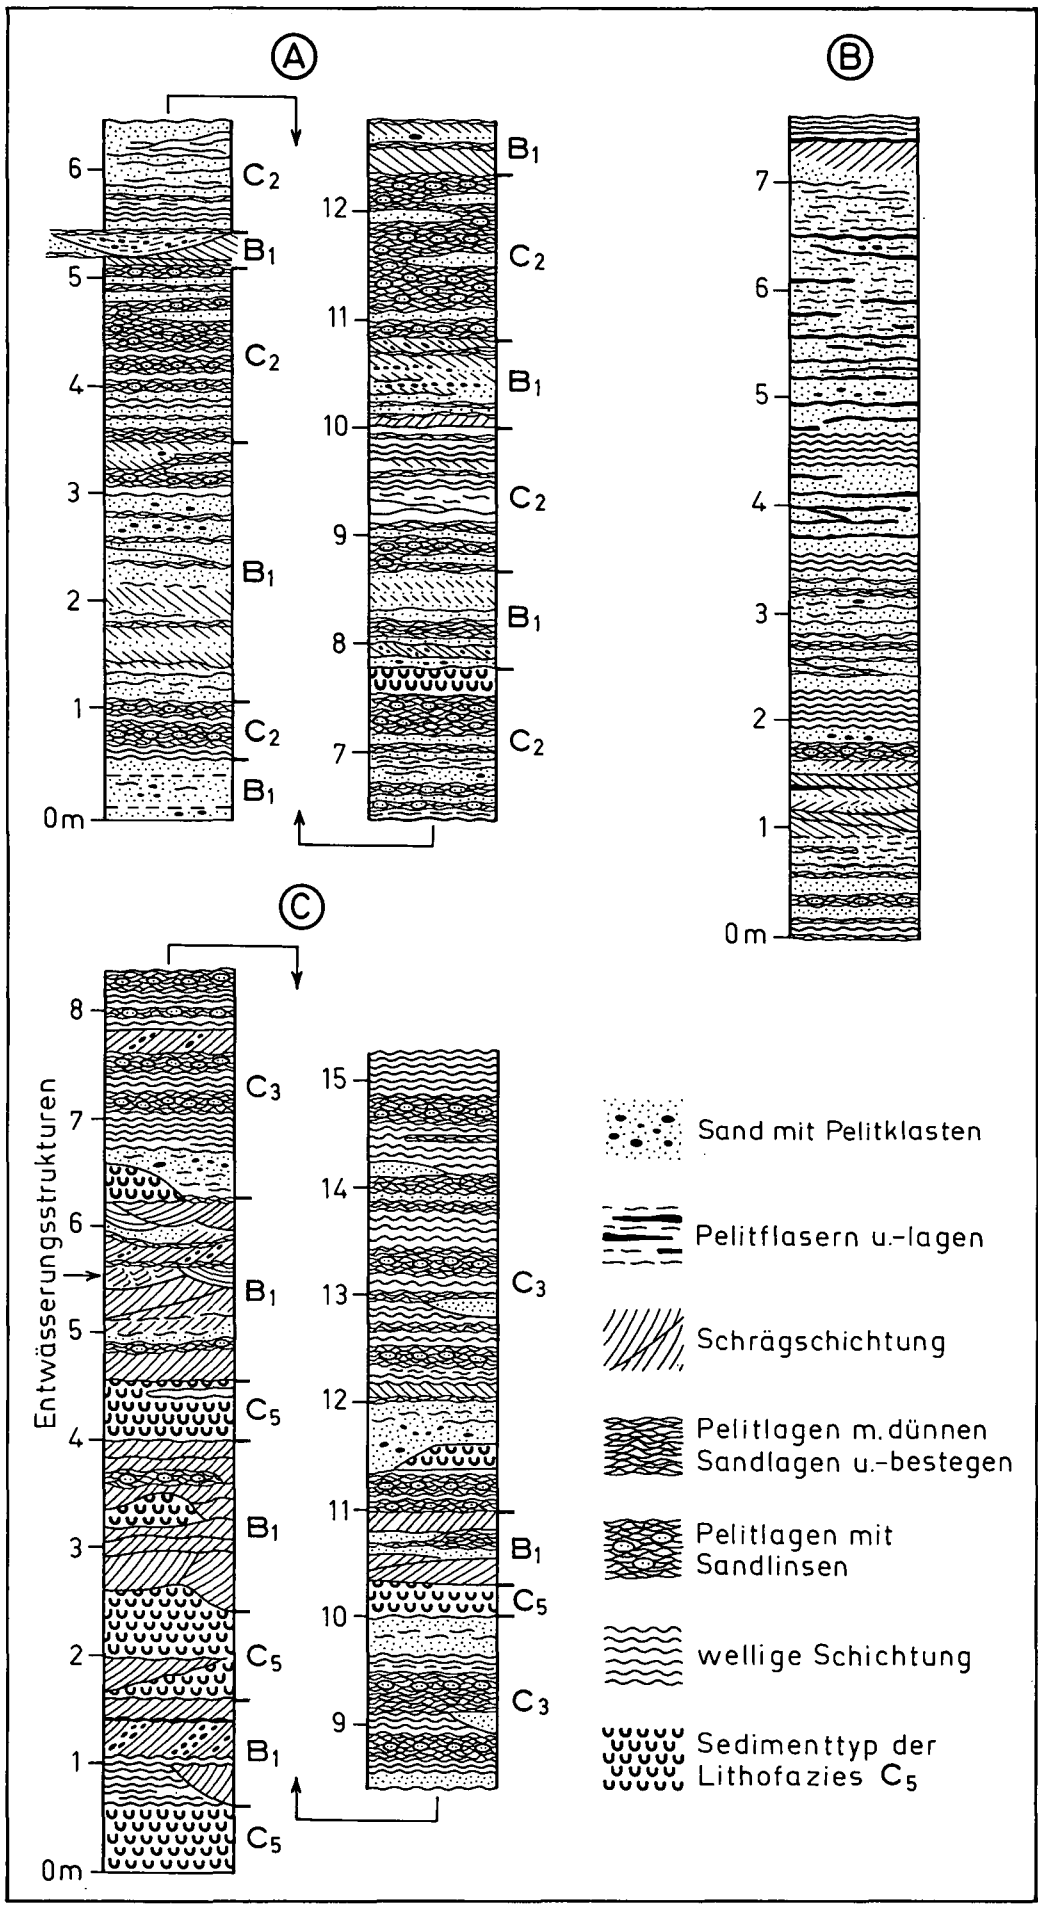 A
6
5
4
3
2
1
0m
C2
B1
C2
B1
C2
B1
12
11
10
9
8
7
B1
C2
B1
C2
B1
C2
B
7
6
5
4
3
2
1
0m
C
Entwässerungsstrukturen
8
7
6
5
4
3
2
1
0m
C3
B1
C5
B1
C5
B1
C5
15
14
13
12
11
10
9
C3
B1
C5
C3
Sand mit Pelitklasten
Pelitflasern u.-lagen
Schrägschichtung
Pelitlagen m. dünnen
Sandlagen u.-bestegen
Pelitlagen mit
Sandlinsen
wellige Schichtung
Sedimenttyp der
Lithofazies C5